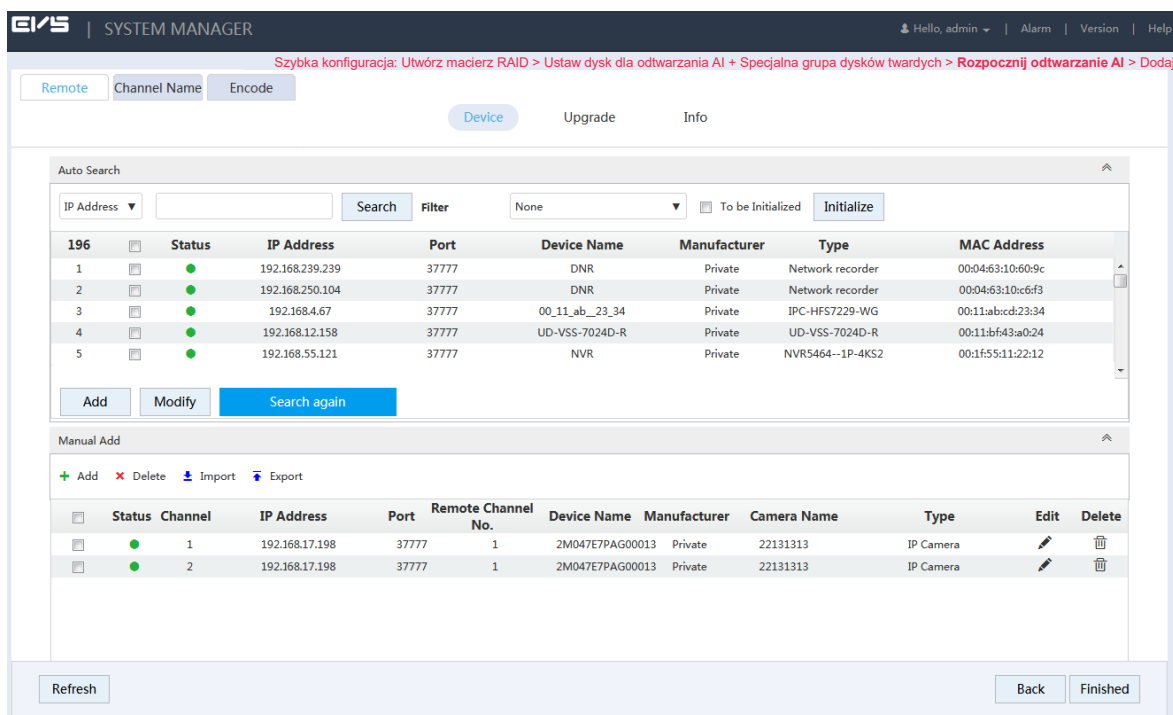 EVS | SYSTEM MANAGER Hello, admin | Alarm | Version | Help
Szybka konfiguracja: Utwórz macierz RAID > Ustaw dysk dla odtwarzania AI + Specjalna grupa dysków twardych > Rozpocznij odtwarzanie AI > Dodaj
Remote Channel Name Encode
Device Upgrade Info
Auto Search
IP Address Search Filter None To be Initialized Initialize
196 Status IP Address Port Device Name Manufacturer Type MAC Address
1 192.168.239.239 37777 DNR Private Network recorder 00:04:63:10:60:9c
2 192.168.250.104 37777 DNR Private Network recorder 00:04:63:10:c6:f3
3 192.168.4.67 37777 00_11_ab__23_34 Private IPC-HFS7229-WG 00:11:ab:cd:23:34
4 192.168.12.158 37777 UD-VSS-7024D-R Private UD-VSS-7024D-R 00:11:bf:43:a0:24
5 192.168.55.121 37777 NVR Private NVR5464--1P-4KS2 00:1f:55:11:22:12
Add Modify Search again
Manual Add
+ Add × Delete Import Export
Status Channel IP Address Port Remote Channel No. Device Name Manufacturer Camera Name Type Edit Delete
1 192.168.17.198 37777 1 2M047E7PAG00013 Private 22131313 IP Camera
2 192.168.17.198 37777 1 2M047E7PAG00013 Private 22131313 IP Camera
Refresh Back Finished